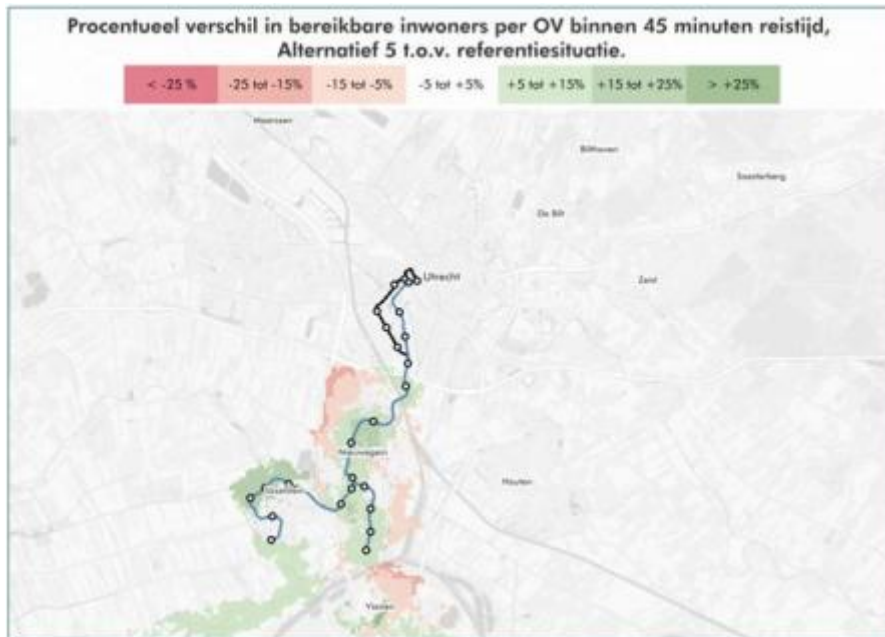 Procentueel verschil in bereikbare inwoners per OV binnen 45 minuten reistijd,
Alternatief 5 t.o.v. referentiesituatie.
< -25 % -25 tot -15% -15 tot -5% -5 tot +5% +5 tot +15% +15 tot +25% > +25%
Maarssen
Bilthoven
Soesterberg
De Bilt
Utrecht
Zeist
Nieuwegein
Houten
IJsselstein
Vianen